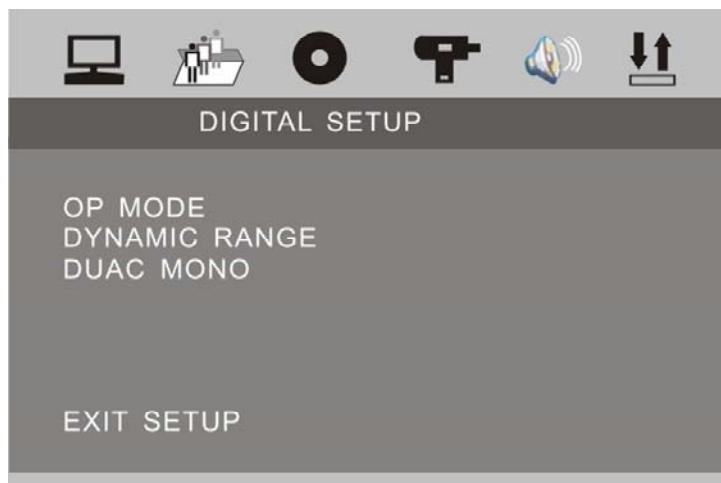 DIGITAL SETUP
OP MODE
DYNAMIC RANGE
DUAC MONO
EXIT SETUP